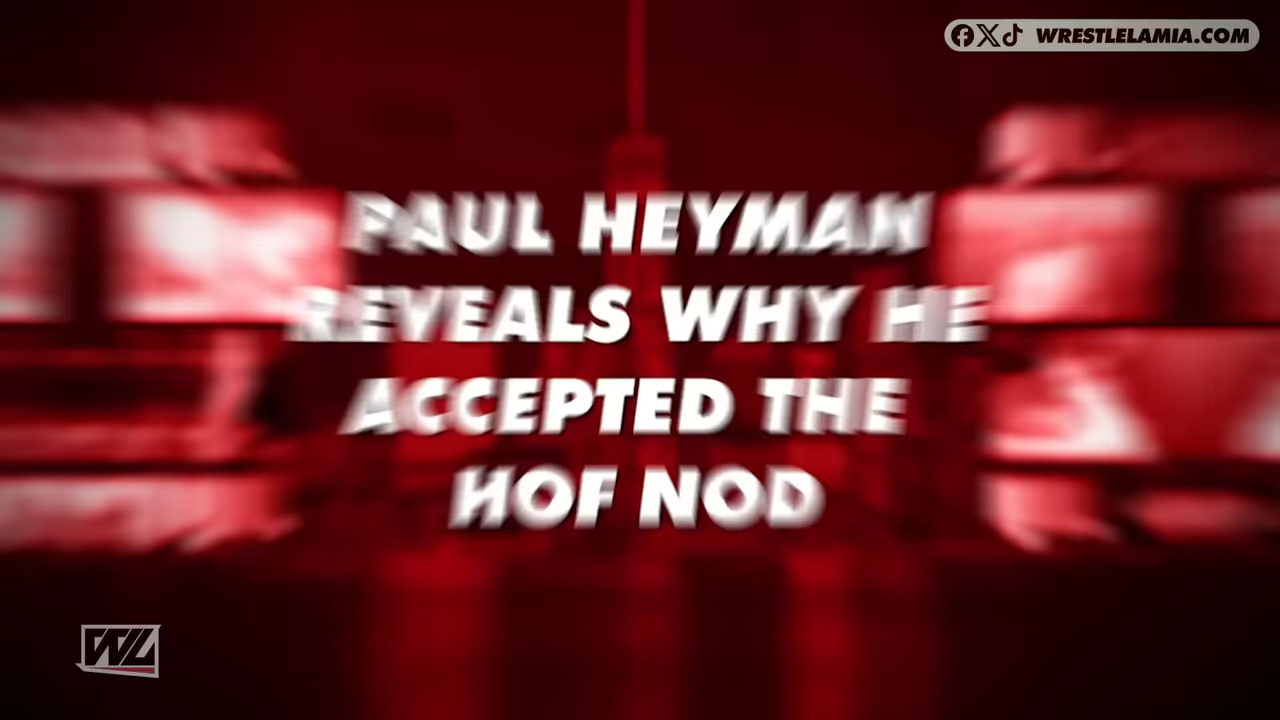 WRESTLELAMIA.COM
PAUL HEYMAN
REVEALS WHY HE
ACCEPTED THE
HOF NOD
WL